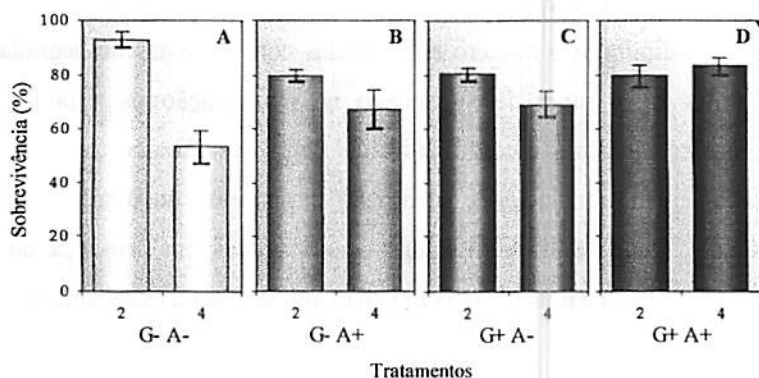 100 A B C D
80
60
40
20
0
Sobrevivência (%)
2 4 2 4 2 4 2 4
G- A- G- A+ G+ A- G+ A+
Tratamentos